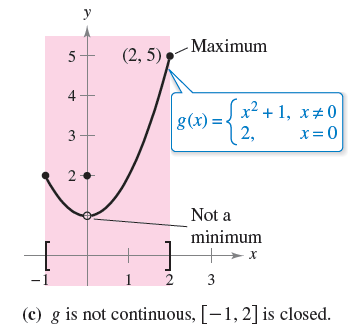 y
5
(2, 5)
Maximum
4
g(x) = { x² + 1, x ≠ 0
2, x = 0
3
2
Not a
minimum
x
−1
1
2
3
(c) g is not continuous, [−1, 2] is closed.